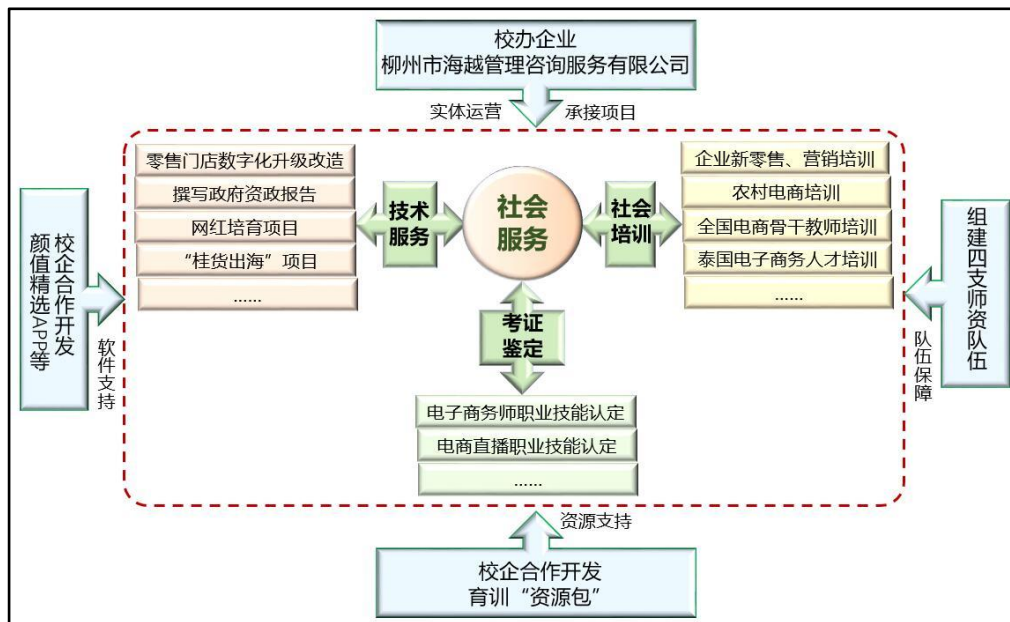 校办企业
柳州市海越管理咨询服务有限公司
实体运营
承接项目
零售门店数字化升级改造
撰写政府资政报告
网红培育项目
“桂货出海”项目
……
技术
服务
社会
服务
社会
培训
企业新零售、营销培训
农村电商培训
全国电商骨干教师培训
泰国电子商务人才培训
……
校企合作开发
颜值精选APP等
软件支持
组建四支师资队伍
队伍保障
考证
鉴定
电子商务师职业技能认定
电商直播职业技能认定
……
资源支持
校企合作开发
育训“资源包”